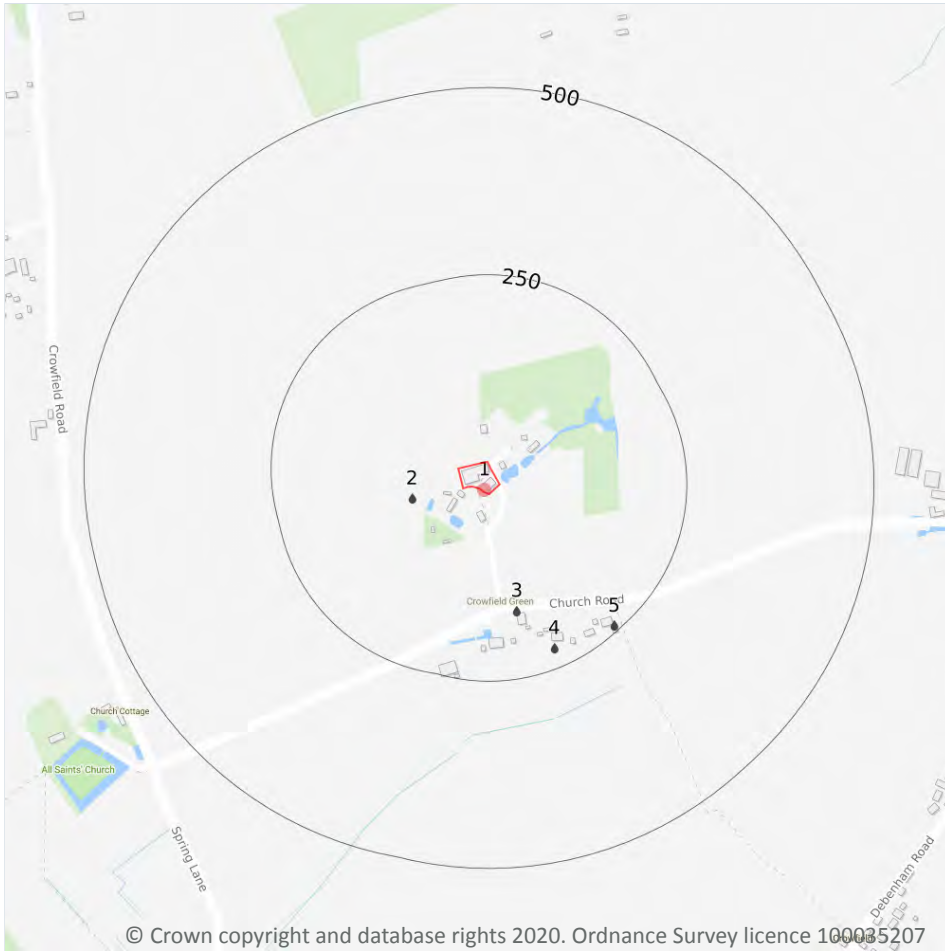 500
250
Crowfield Road
1
2
3
Crowfield Green
Church Road
5
4
Church Cottage
All Saints' Church
Spring Lane
Debenham Road
Crowfield
© Crown copyright and database rights 2020. Ordnance Survey licence 100035207